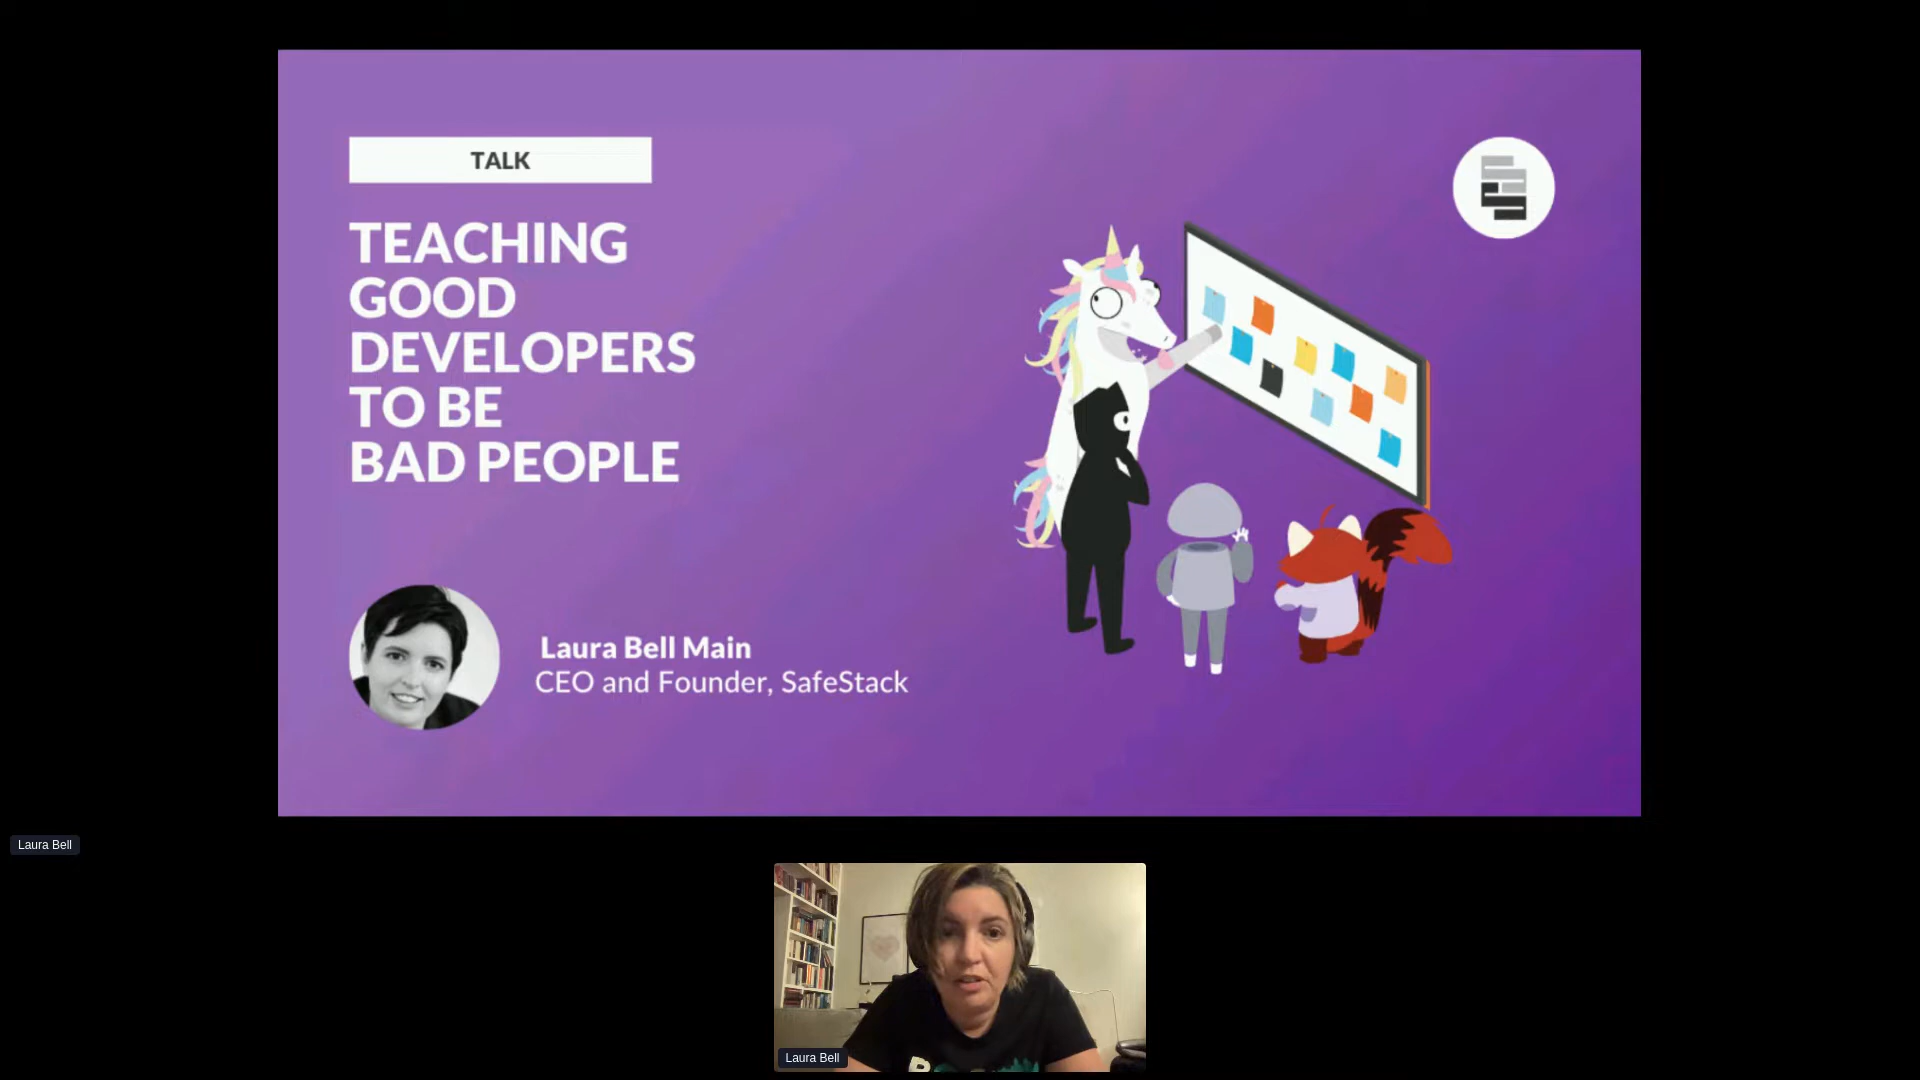 TALK
TEACHING
GOOD
DEVELOPERS
TO BE
BAD PEOPLE
Laura Bell Main
CEO and Founder, SafeStack
Laura Bell
Laura Bell